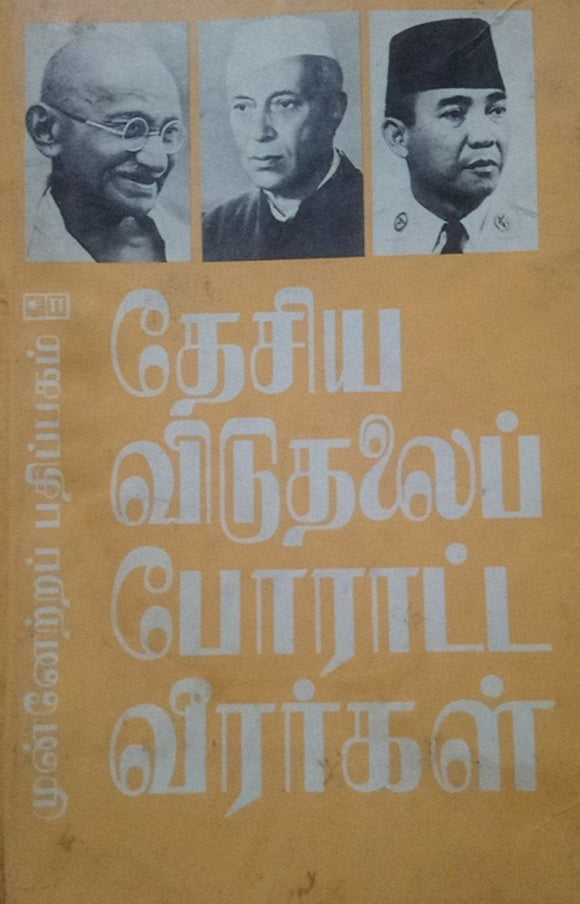 தேசிய
விடுதலைப்
போராட்ட
வீரர்கள்
முன்னேற்றப் பதிப்பகம்